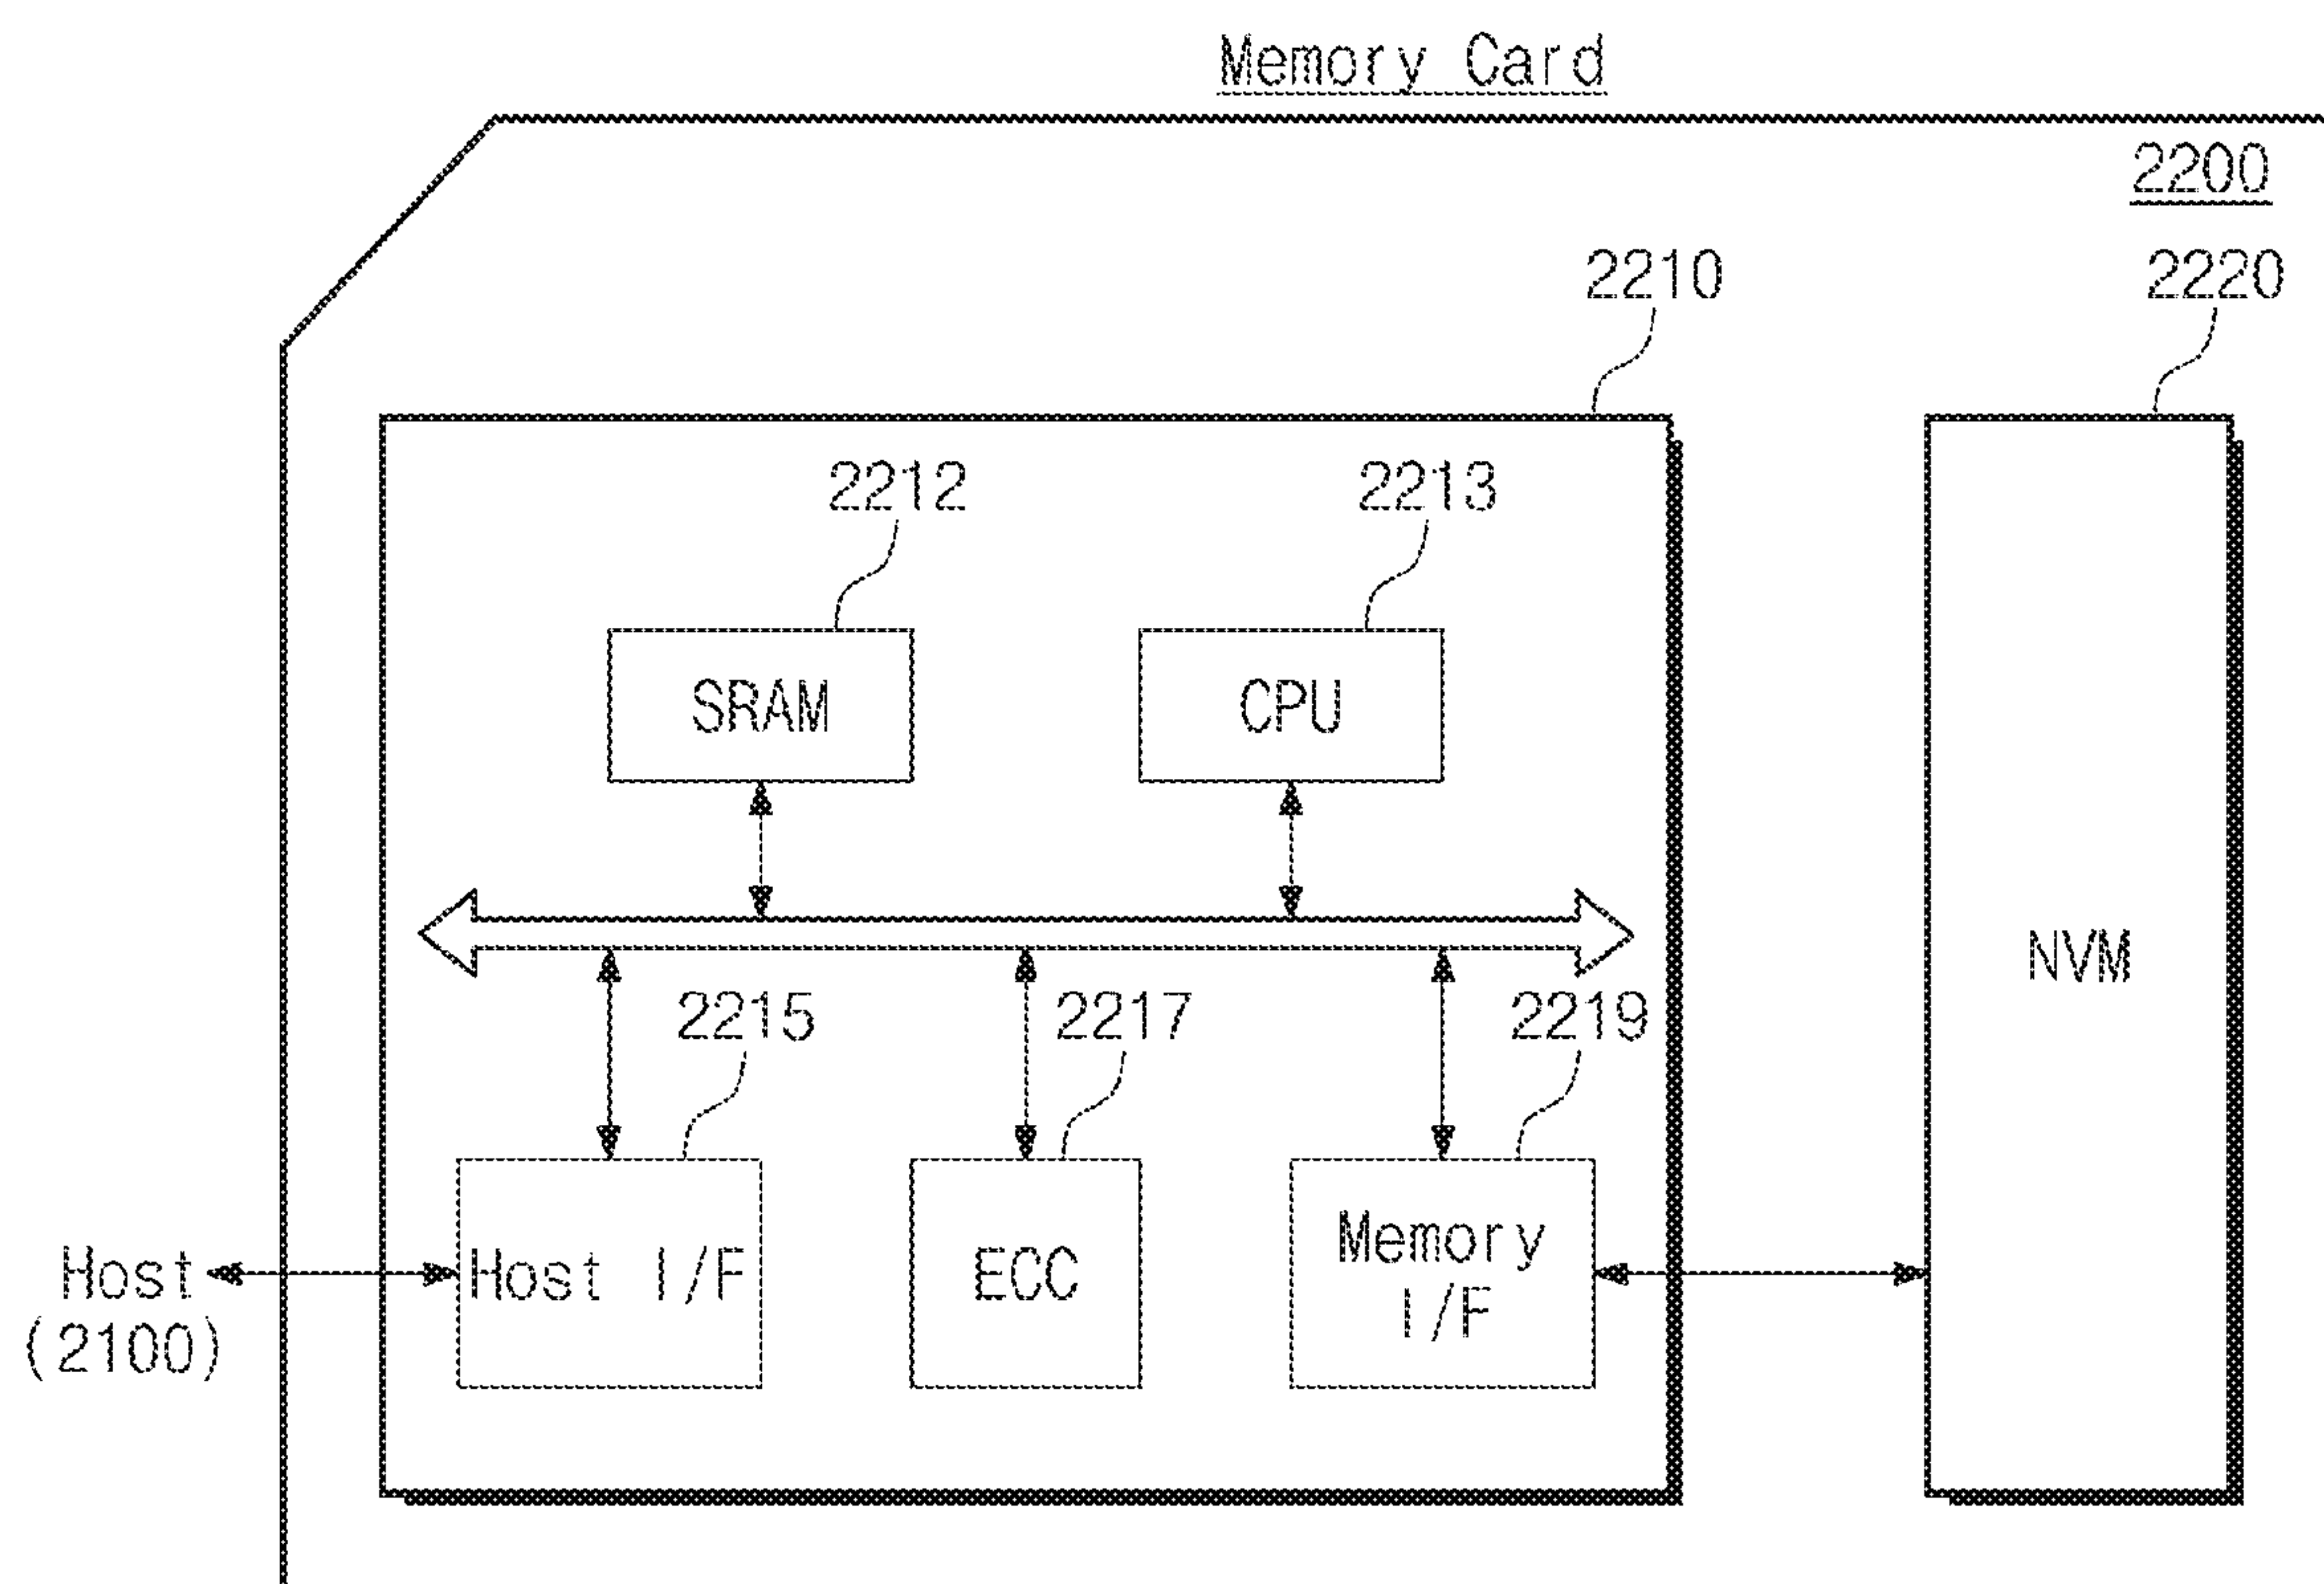 Memory Card
2200
2210
2220
2212
2213
SRAM
CPU
NVM
2215
2217
2219
Host
(2100)
Host I/F
ECC
Memory
I/F